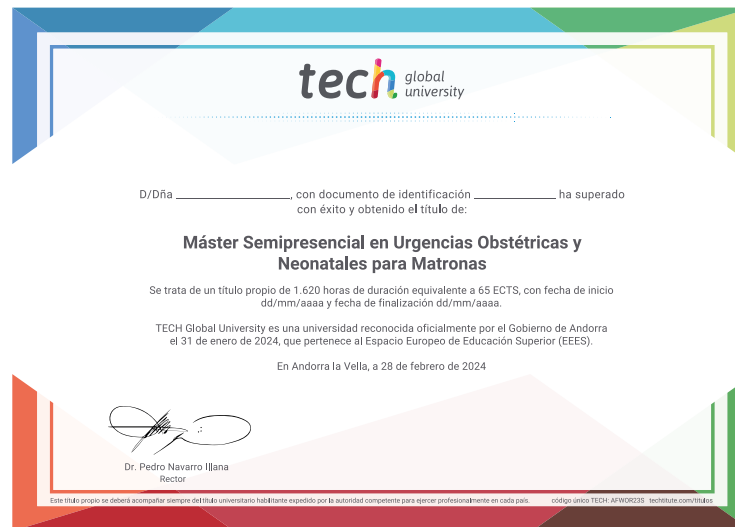 tech global university
D/Dña ____________________, con documento de identificación ______________ ha superado
con éxito y obtenido el título de:
Máster Semipresencial en Urgencias Obstétricas y
Neonatales para Matronas
Se trata de un título propio de 1.620 horas de duración equivalente a 65 ECTS, con fecha de inicio
dd/mm/aaaa y fecha de finalización dd/mm/aaaa.
TECH Global University es una universidad reconocida oficialmente por el Gobierno de Andorra
el 31 de enero de 2024, que pertenece al Espacio Europeo de Educación Superior (EEES).
En Andorra la Vella, a 28 de febrero de 2024
Dr. Pedro Navarro Illana
Rector
Este título propio se deberá acompañar siempre del título universitario habilitante expedido por la autoridad competente para ejercer profesionalmente en cada país. código único TECH: AFWOR23S techtitute.com/titulos